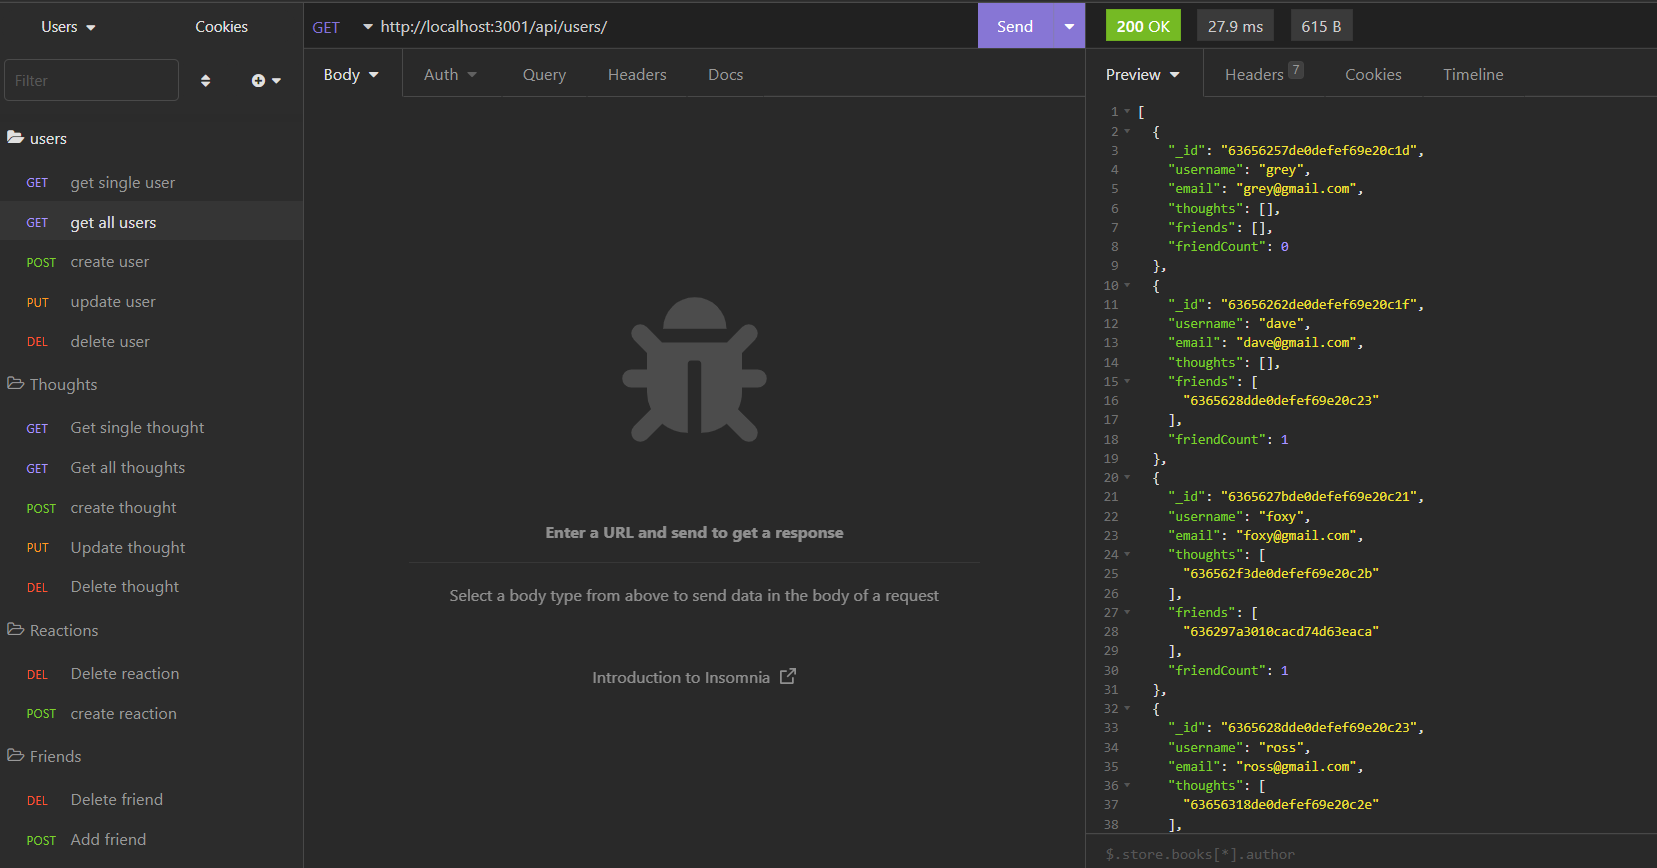 Users
Cookies
Filter
users
GET get single user
GET get all users
POST create user
PUT update user
DEL delete user
Thoughts
GET Get single thought
GET Get all thoughts
POST create thought
PUT Update thought
DEL Delete thought
Reactions
DEL Delete reaction
POST create reaction
Friends
DEL Delete friend
POST Add friend
GET http://localhost:3001/api/users/ Send
Body Auth Query Headers Docs
Enter a URL and send to get a response
Select a body type from above to send data in the body of a request
Introduction to Insomnia
200 OK 27.9 ms 615 B
Preview Headers 7 Cookies Timeline
1 [
2 {
3 "_id": "63656257de0defef69e20c1d",
4 "username": "grey",
5 "email": "grey@gmail.com",
6 "thoughts": [],
7 "friends": [],
8 "friendCount": 0
9 },
10 {
11 "_id": "63656262de0defef69e20c1f",
12 "username": "dave",
13 "email": "dave@gmail.com",
14 "thoughts": [],
15 "friends": [
16 "6365628dde0defef69e20c23"
17 ],
18 "friendCount": 1
19 },
20 {
21 "_id": "6365627bde0defef69e20c21",
22 "username": "foxy",
23 "email": "foxy@gmail.com",
24 "thoughts": [
25 "636562f3de0defef69e20c2b"
26 ],
27 "friends": [
28 "636297a3010cacd74d63eaca"
29 ],
30 "friendCount": 1
31 },
32 {
33 "_id": "6365628dde0defef69e20c23",
34 "username": "ross",
35 "email": "ross@gmail.com",
36 "thoughts": [
37 "63656318de0defef69e20c2e"
38 ],
$.store.books[*].author